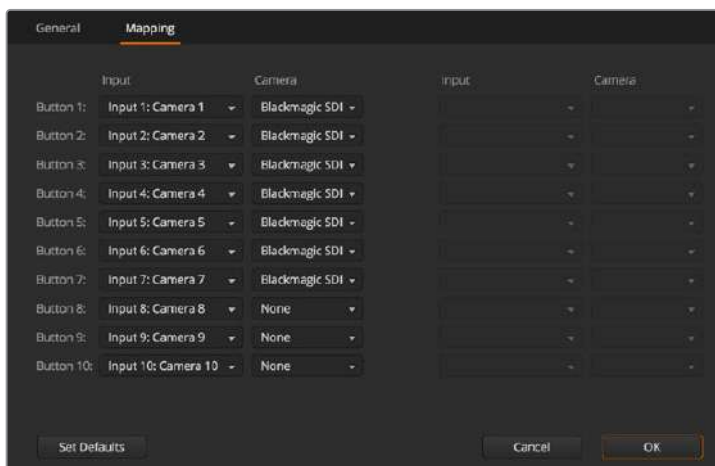 General Mapping
Input Camera Input Camera
Button 1: Input 1: Camera 1 Blackmagic SDI
Button 2: Input 2: Camera 2 Blackmagic SDI
Button 3: Input 3: Camera 3 Blackmagic SDI
Button 4: Input 4: Camera 4 Blackmagic SDI
Button 5: Input 5: Camera 5 Blackmagic SDI
Button 6: Input 6: Camera 6 Blackmagic SDI
Button 7: Input 7: Camera 7 Blackmagic SDI
Button 8: Input 8: Camera 8 None
Button 9: Input 9: Camera 9 None
Button 10: Input 10: Camera 10 None
Set Defaults Cancel OK